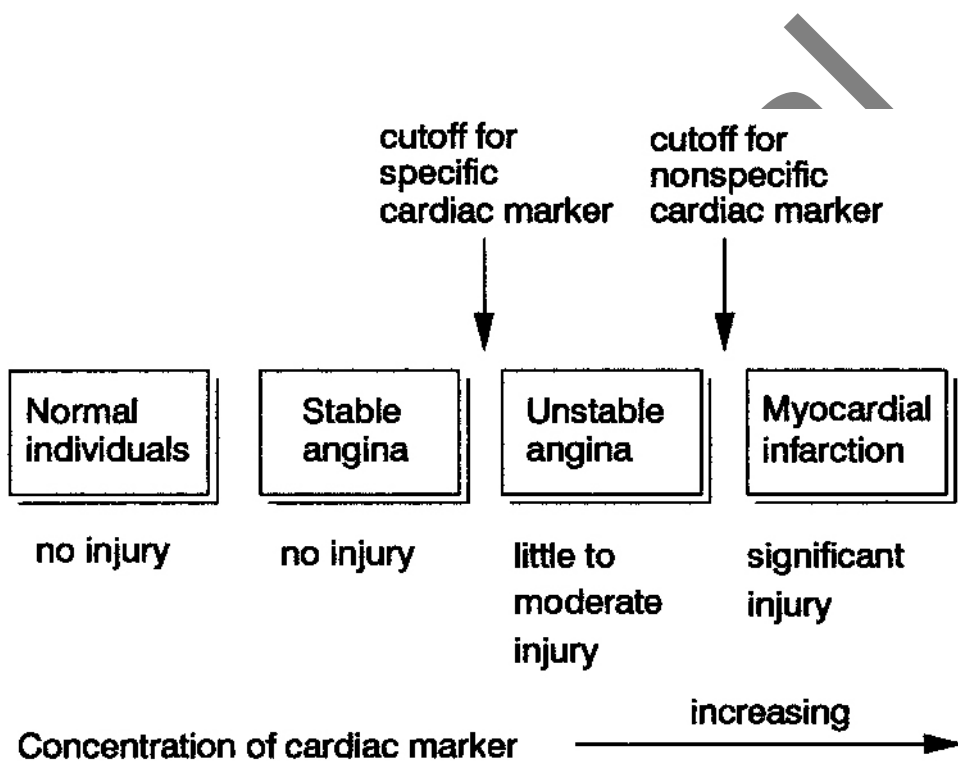 cutoff for
specific
cardiac marker
cutoff for
nonspecific
cardiac marker
Normal
individuals
Stable
angina
Unstable
angina
Myocardial
infarction
no injury
no injury
little to
moderate
injury
significant
injury
increasing
Concentration of cardiac marker